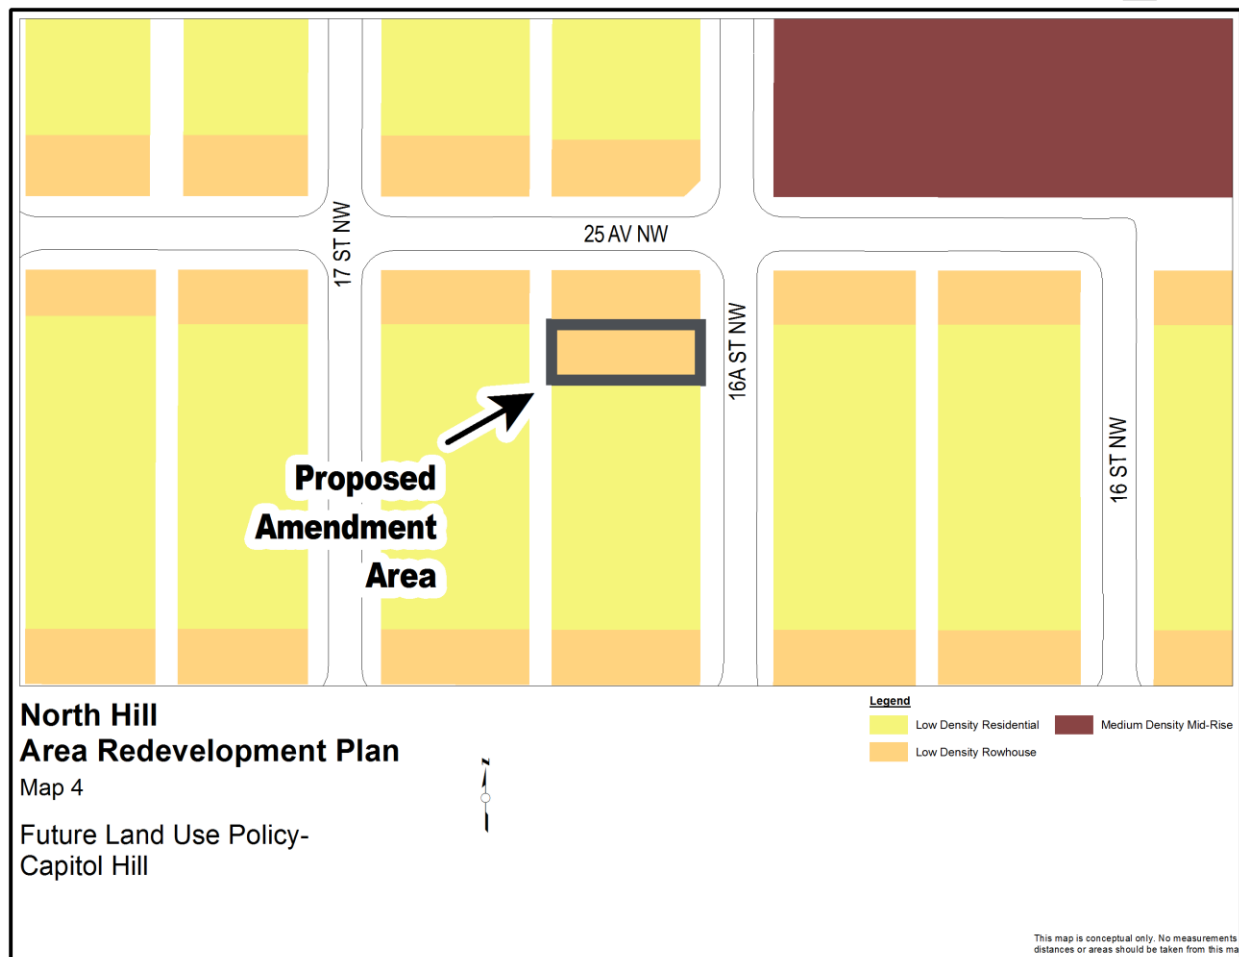 25 AV NW
17 ST NW
16A ST NW
16 ST NW
Proposed
Amendment
Area
North Hill
Area Redevelopment Plan
Map 4
Future Land Use Policy-
Capitol Hill
N
Legend
Low Density Residential
Medium Density Mid-Rise
Low Density Rowhouse
This map is conceptual only. No measurements
distances or areas should be taken from this